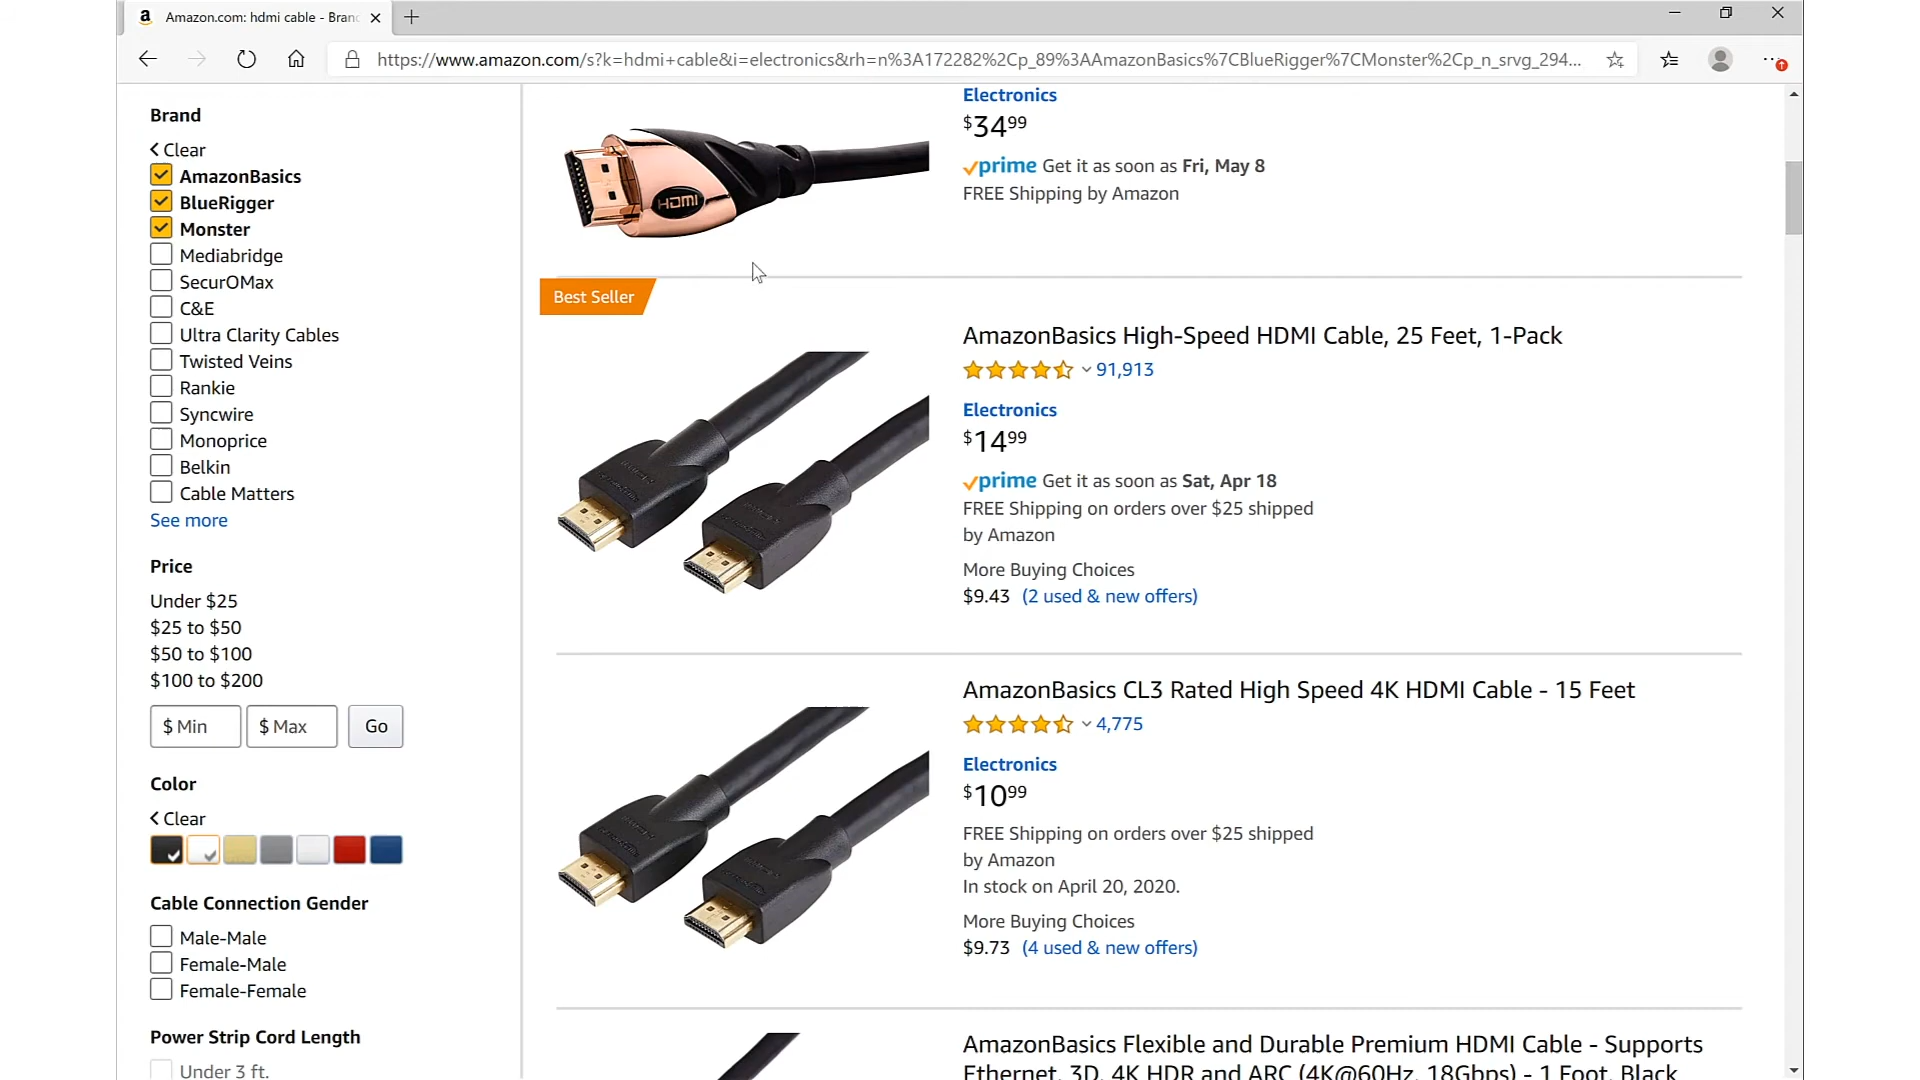 Amazon.com: hdmi cable - Branc
https://www.amazon.com/s?k=hdmi+cable&i=electronics&rh=n%3A172282%2Cp_89%3AAmazonBasics%7CBlueRigger%7CMonster%2Cp_n_srvg_294...
Brand
Clear
AmazonBasics
BlueRigger
Monster
Mediabridge
SecurOMax
C&E
Ultra Clarity Cables
Twisted Veins
Rankie
Syncwire
Monoprice
Belkin
Cable Matters
See more
Price
Under $25
$25 to $50
$50 to $100
$100 to $200
$ Min $ Max Go
Color
Clear
Cable Connection Gender
Male-Male
Female-Male
Female-Female
Power Strip Cord Length
Under 3 ft.
HDMI
Electronics
$34 99
prime Get it as soon as Fri, May 8
FREE Shipping by Amazon
Best Seller
AmazonBasics High-Speed HDMI Cable, 25 Feet, 1-Pack
91,913
Electronics
$14 99
prime Get it as soon as Sat, Apr 18
FREE Shipping on orders over $25 shipped
by Amazon
More Buying Choices
$9.43 (2 used & new offers)
AmazonBasics CL3 Rated High Speed 4K HDMI Cable - 15 Feet
4,775
Electronics
$10 99
FREE Shipping on orders over $25 shipped
by Amazon
In stock on April 20, 2020.
More Buying Choices
$9.73 (4 used & new offers)
AmazonBasics Flexible and Durable Premium HDMI Cable - Supports
Ethernet, 3D, 4K HDR and ARC (4K@60Hz, 18Gbps) - 1 Foot, Black